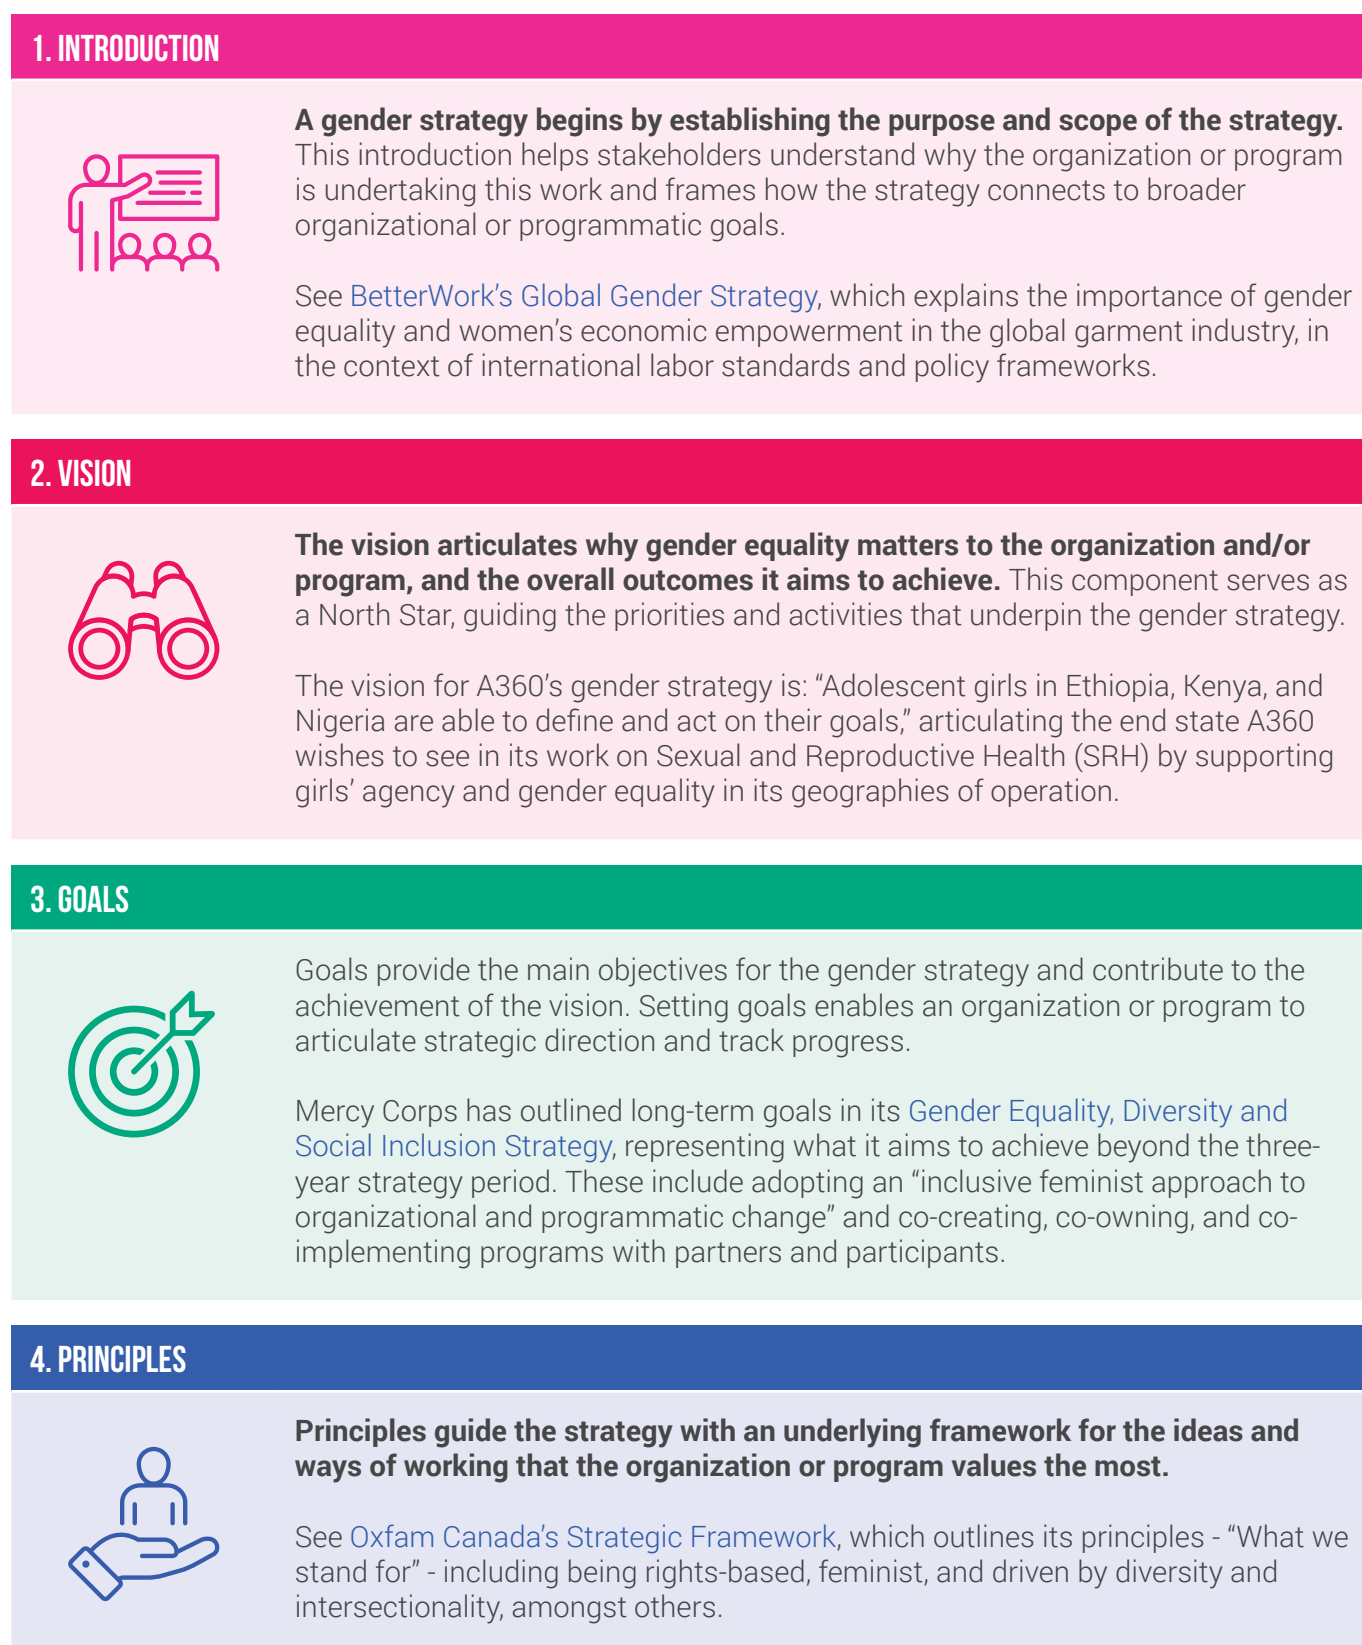 1. INTRODUCTION
A gender strategy begins by establishing the purpose and scope of the strategy.
This introduction helps stakeholders understand why the organization or program
is undertaking this work and frames how the strategy connects to broader
organizational or programmatic goals.
See BetterWork's Global Gender Strategy, which explains the importance of gender
equality and women's economic empowerment in the global garment industry, in
the context of international labor standards and policy frameworks.
2. VISION
The vision articulates why gender equality matters to the organization and/or
program, and the overall outcomes it aims to achieve. This component serves as
a North Star, guiding the priorities and activities that underpin the gender strategy.
The vision for A360's gender strategy is: “Adolescent girls in Ethiopia, Kenya, and
Nigeria are able to define and act on their goals,” articulating the end state A360
wishes to see in its work on Sexual and Reproductive Health (SRH) by supporting
girls' agency and gender equality in its geographies of operation.
3. GOALS
Goals provide the main objectives for the gender strategy and contribute to the
achievement of the vision. Setting goals enables an organization or program to
articulate strategic direction and track progress.
Mercy Corps has outlined long-term goals in its Gender Equality, Diversity and
Social Inclusion Strategy, representing what it aims to achieve beyond the three-
year strategy period. These include adopting an “inclusive feminist approach to
organizational and programmatic change” and co-creating, co-owning, and co-
implementing programs with partners and participants.
4. PRINCIPLES
Principles guide the strategy with an underlying framework for the ideas and
ways of working that the organization or program values the most.
See Oxfam Canada's Strategic Framework, which outlines its principles - “What we
stand for” - including being rights-based, feminist, and driven by diversity and
intersectionality, amongst others.